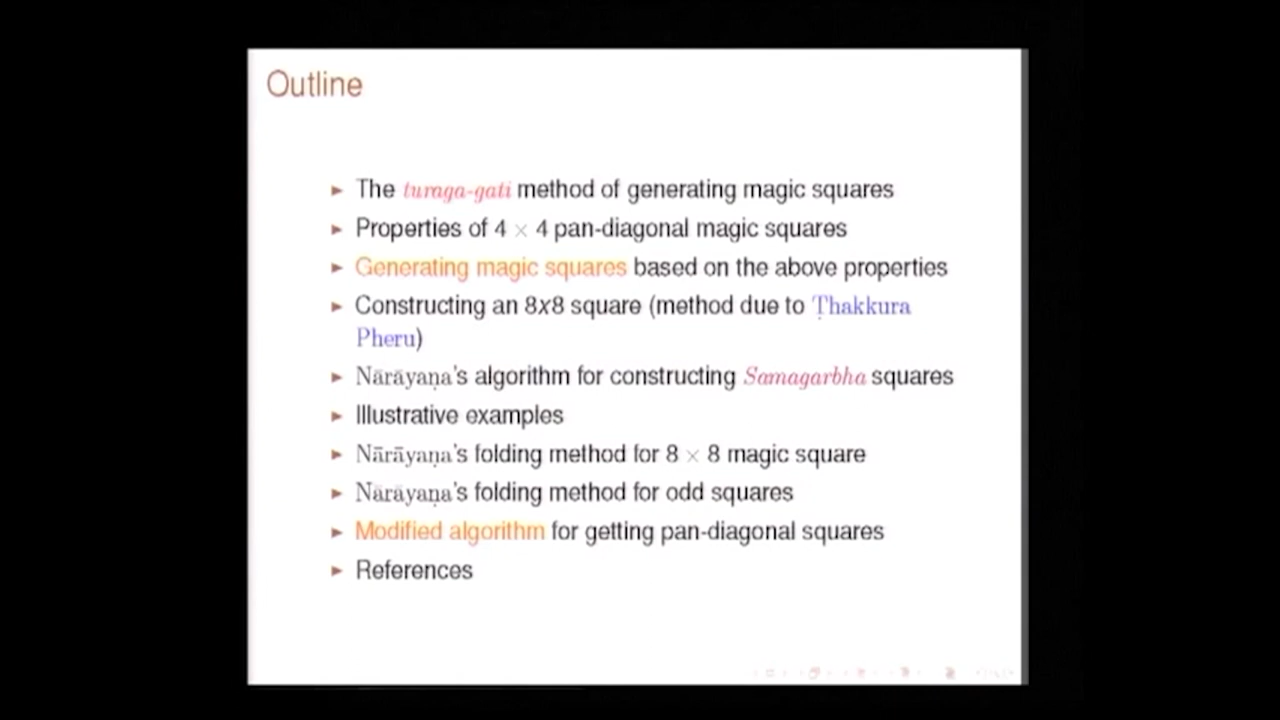 Outline
The turaga-gati method of generating magic squares
Properties of 4 × 4 pan-diagonal magic squares
Generating magic squares based on the above properties
Constructing an 8x8 square (method due to Ṭhakkura
Pheru)
Nārāyaṇa's algorithm for constructing Samagarbha squares
Illustrative examples
Nārāyaṇa's folding method for 8 × 8 magic square
Nārāyaṇa's folding method for odd squares
Modified algorithm for getting pan-diagonal squares
References